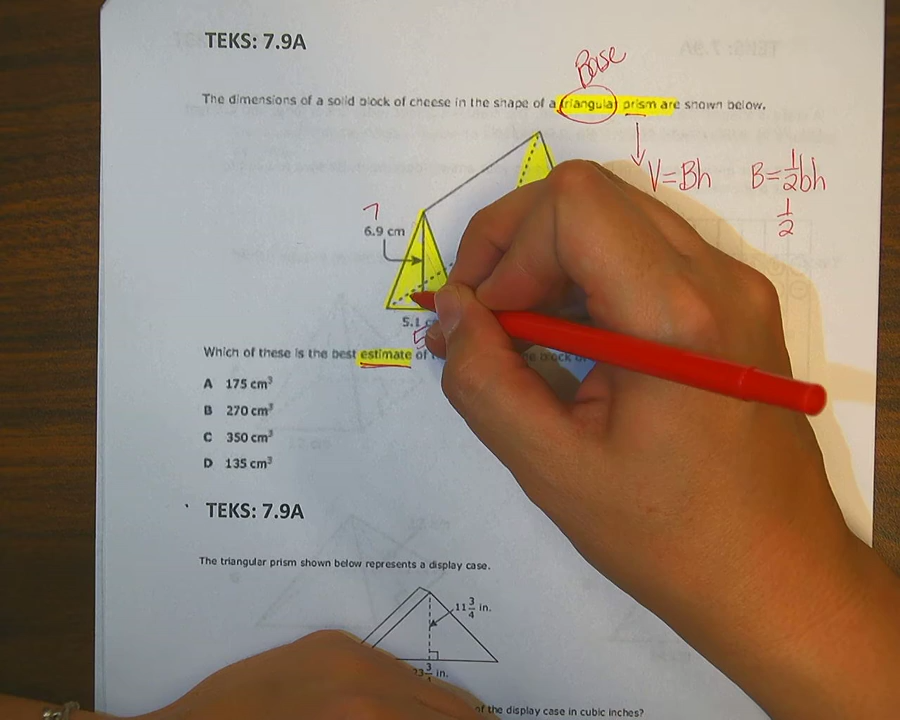 TEKS: 7.9A
Base
The dimensions of a solid block of cheese in the shape of a triangular prism are shown below.
V=Bh
B=1/2bh
1/2
7
6.9 cm
5.1
5
Which of these is the best estimate of
A 175 cm³
B 270 cm³
C 350 cm³
D 135 cm³
TEKS: 7.9A
The triangular prism shown below represents a display case.
11 3/4 in.
in.
of the display case in cubic inches?